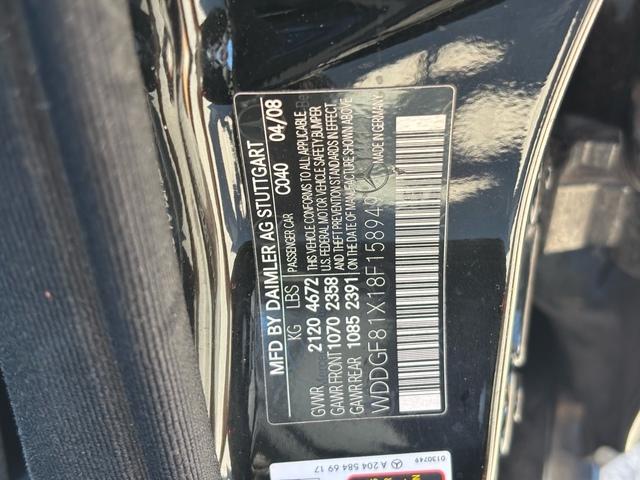 MFD BY DAIMLER AG STUTTGART
KG LBS PASSENGER CAR C040 04/08
GVWR 2120 4672 THIS VEHICLE CONFORMS TO ALL APPLICABLE
GAWR FRONT 1070 2358 U.S. FEDERAL MOTOR VEHICLE SAFETY/BUMPER
AND THEFT PREVENTION STANDARDS IN EFFECT
GAWR REAR 1085 2391 ON THE DATE OF MANUFACTURE SHOWN ABOVE.
WDDGF81X18F15894 MADE IN GERMANY
0130749
A 204 584 69 17